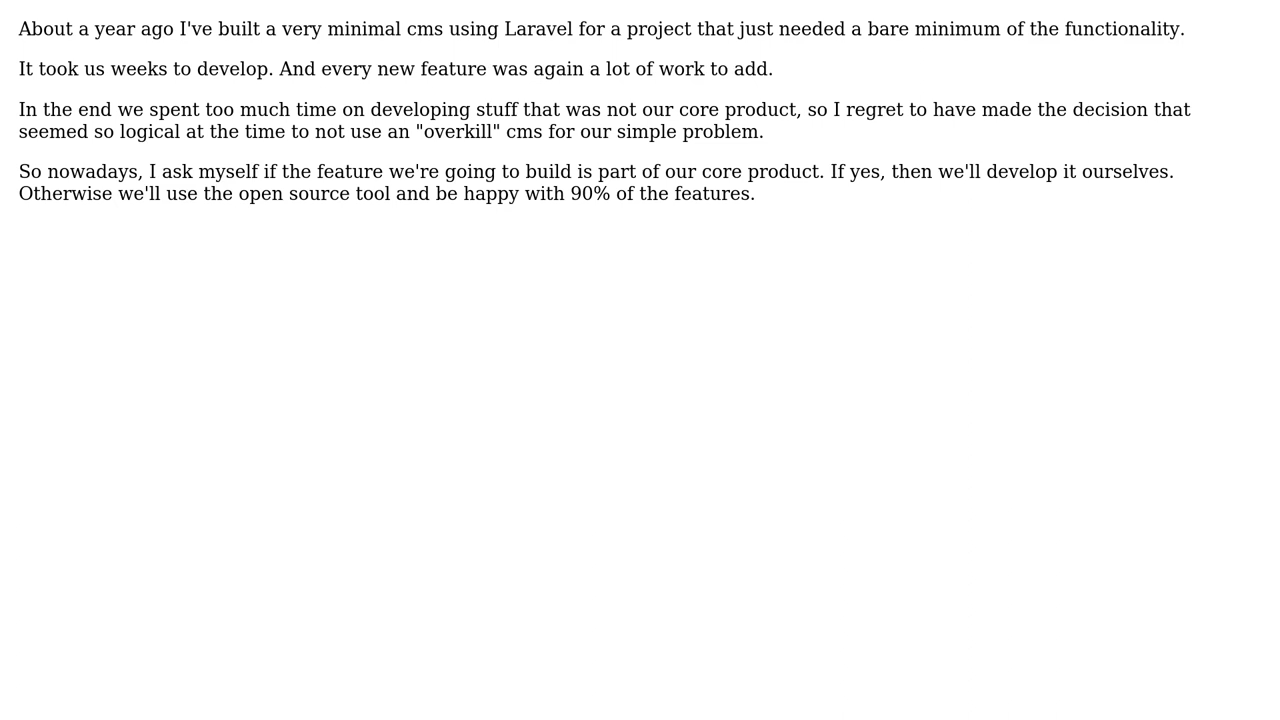 About a year ago I've built a very minimal cms using Laravel for a project that just needed a bare minimum of the functionality.
It took us weeks to develop. And every new feature was again a lot of work to add.
In the end we spent too much time on developing stuff that was not our core product, so I regret to have made the decision that
seemed so logical at the time to not use an "overkill" cms for our simple problem.
So nowadays, I ask myself if the feature we're going to build is part of our core product. If yes, then we'll develop it ourselves.
Otherwise we'll use the open source tool and be happy with 90% of the features.